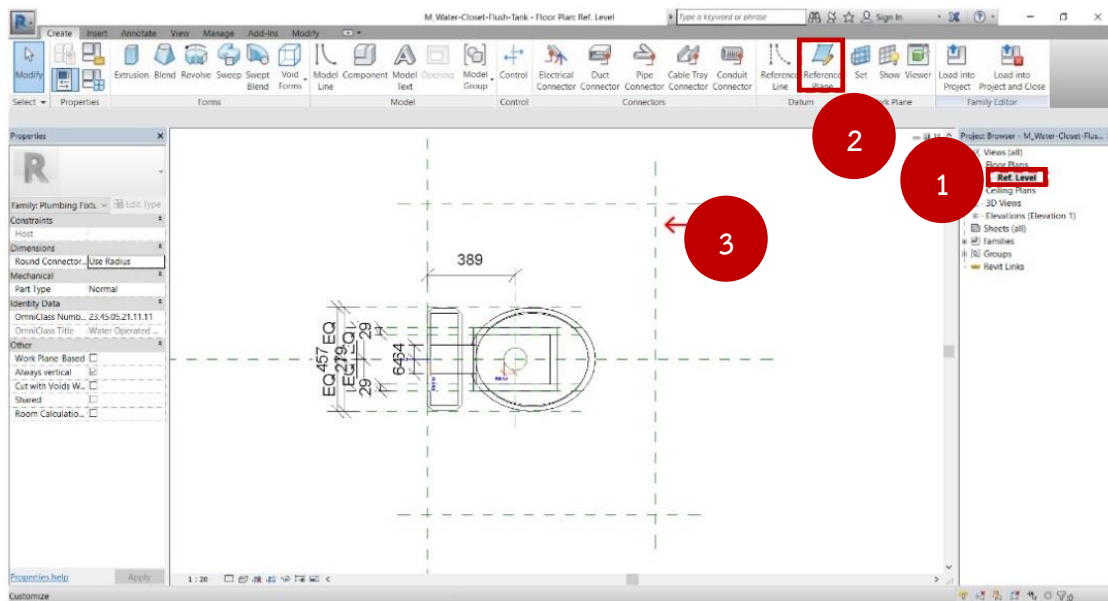 M_Water-Closet-Flush-Tank - Floor Plan: Ref. Level
Type a keyword or phrase
Sign In
Create Insert Annotate View Manage Add-Ins Modify
Modify
Extrusion Blend Revolve Sweep Swept Blend Void Forms
Model Line Component Model Text Opening Model Group
Control
Electrical Connector Duct Connector Pipe Connector Cable Tray Connector Conduit Connector
Reference Line Reference Plane
Set Show Viewer
Load into Project Load into Project and Close
Select Properties Forms Model Control Connectors Datum rk Plane Family Editor
Properties
R
Family: Plumbing Fixtu Edit Type
Constraints
Host
Dimensions
Round Connector... Use Radius
Mechanical
Part Type Normal
Identity Data
OmniClass Numb... 23.45.05.21.11.11
OmniClass Title Water Operated ...
Other
Work Plane-Based
Always vertical
Cut with Voids W...
Shared
Room Calculatio...
Properties help Apply
389
EQ 457 EQ
EQ 279 EQ
29
29
64 64
1
2
3
Project Browser - M_Water-Closet-Flus...
Views (all)
Floor Plans
Ref. Level
Ceiling Plans
3D Views
Elevations (Elevation 1)
Sheets (all)
Families
Groups
Revit Links
1 : 20
Customize
:0